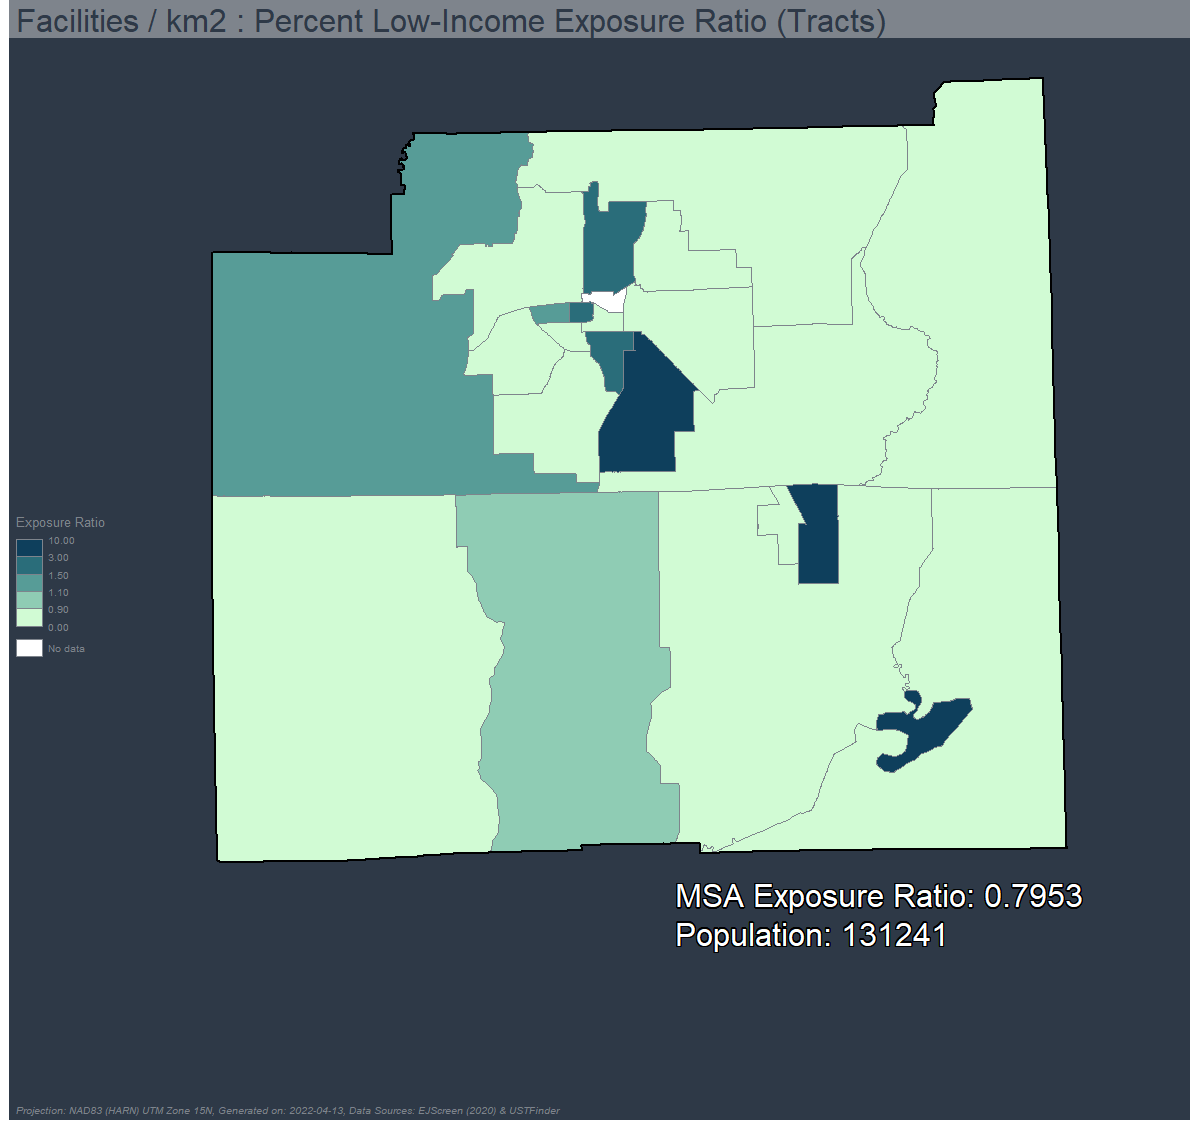 Facilities / km2 : Percent Low-Income Exposure Ratio (Tracts)
Exposure Ratio
10.00
3.00
1.50
1.10
0.90
0.00
No data
MSA Exposure Ratio: 0.7953
Population: 131241
Projection: NAD83 (HARN) UTM Zone 15N, Generated on: 2022-04-13, Data Sources: EJScreen (2020) & USTFinder